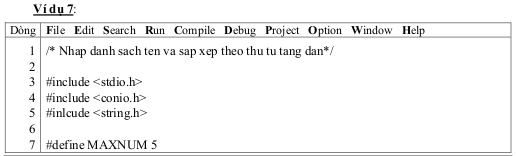 Ví dụ 7:
Dòng File Edit Search Run Compile Debug Project Option Window Help
1 /* Nhap danh sach ten va sap xep theo thu tu tang dan*/
2
3 #include <stdio.h>
4 #include <conio.h>
5 #inlcude <string.h>
6
7 #define MAXNUM 5